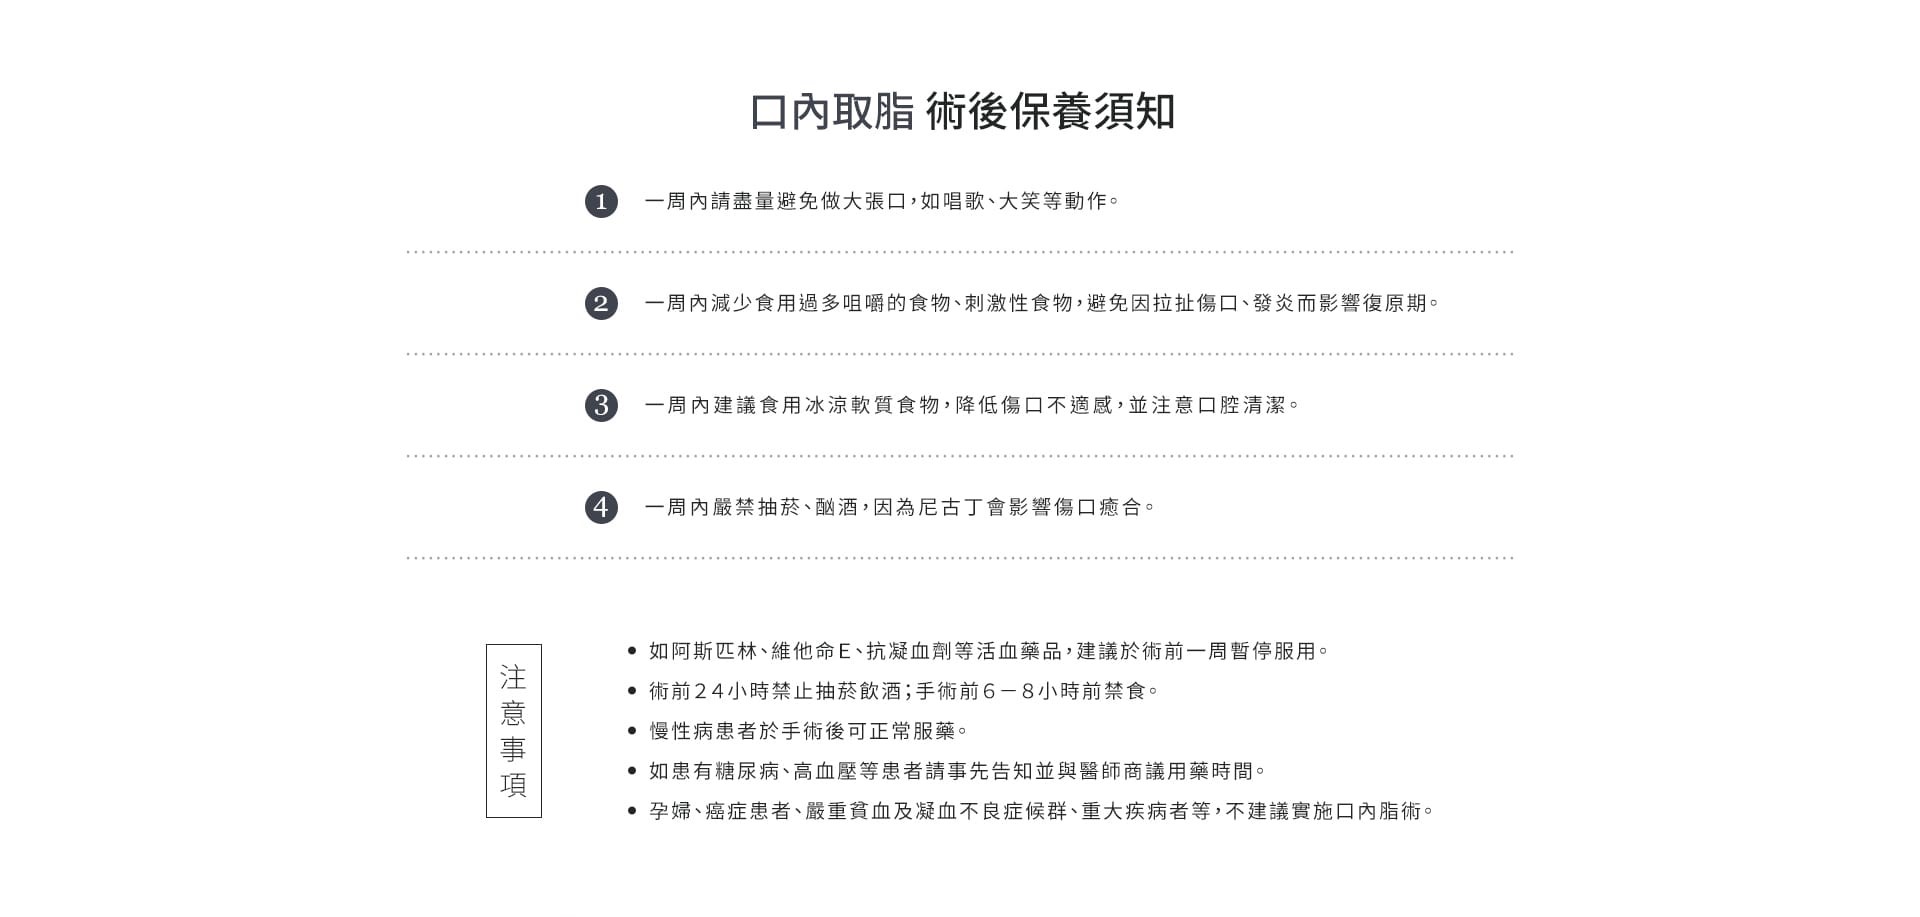 口內取脂 術後保養須知
1 一周內請盡量避免做大張口，如唱歌、大笑等動作。
2 一周內減少食用過多咀嚼的食物、刺激性食物，避免因拉扯傷口、發炎而影響復原期。
3 一周內建議食用冰涼軟質食物，降低傷口不適感，並注意口腔清潔。
4 一周內嚴禁抽菸、酗酒，因為尼古丁會影響傷口癒合。
注意事項
• 如阿斯匹林、維他命E、抗凝血劑等活血藥品，建議於術前一周暫停服用。
• 術前24小時禁止抽菸飲酒；手術前6－8小時前禁食。
• 慢性病患者於手術後可正常服藥。
• 如患有糖尿病、高血壓等患者請事先告知並與醫師商議用藥時間。
• 孕婦、癌症患者、嚴重貧血及凝血不良症候群、重大疾病者等，不建議實施口內脂術。